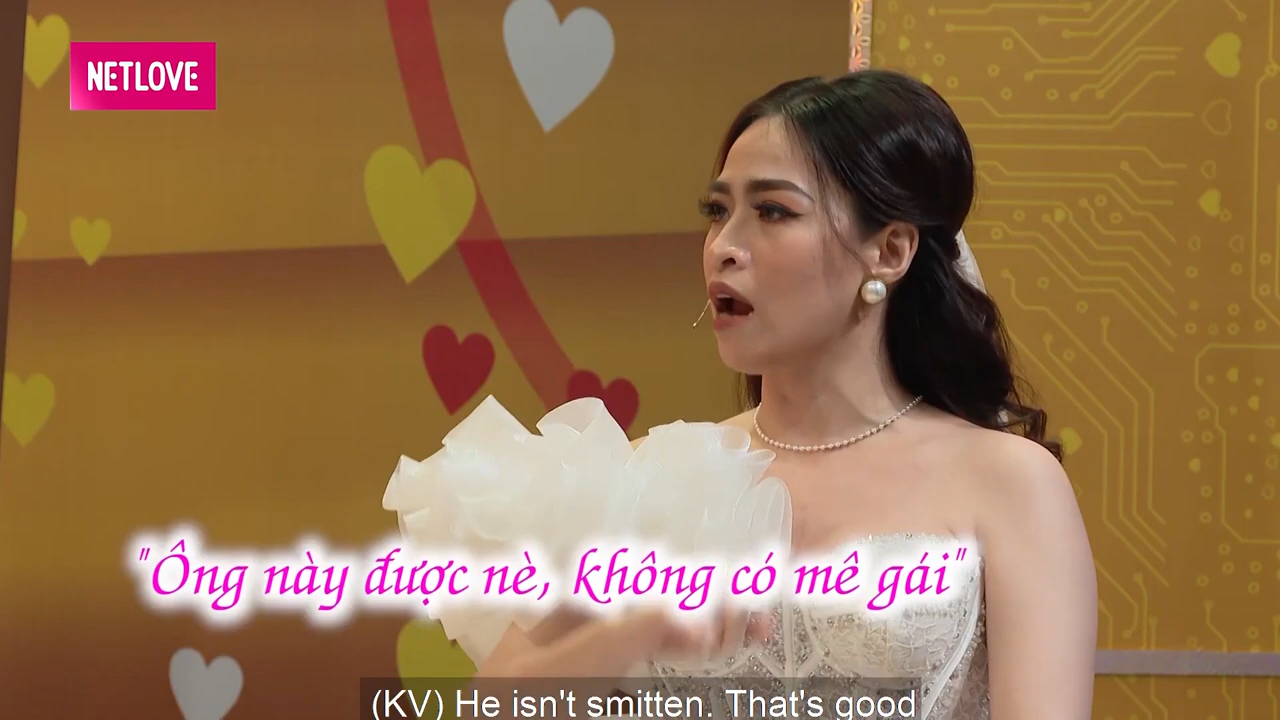 NETLOVE
"Ông này được nè, không có mê gái"
(KV) He isn't smitten. That's good